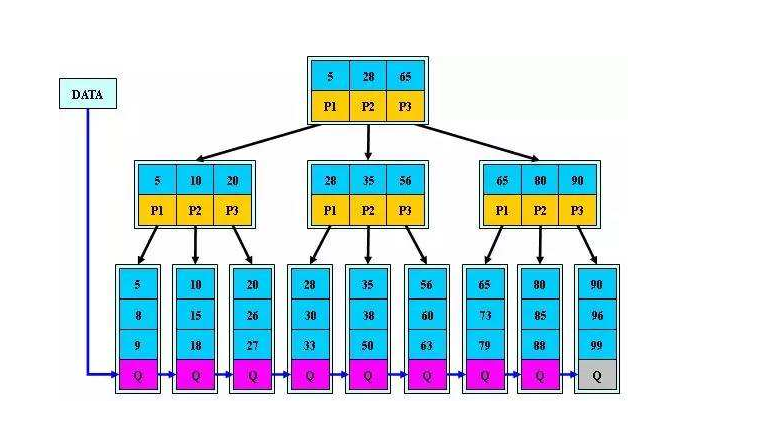 5 28 65
DATA
P1 P2 P3
5 10 20 28 35 56 65 80 90
P1 P2 P3 P1 P2 P3 P1 P2 P3
5 10 20 28 35 56 65 80 90
8 15 26 30 38 60 73 85 96
9 18 27 33 50 63 79 88 99
Q Q Q Q Q Q Q Q Q